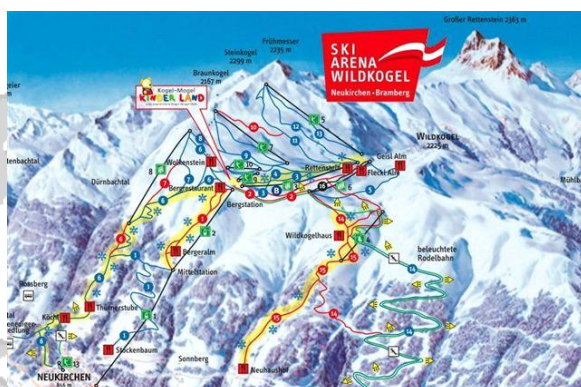 Großer Rettenstein 2363 m
Frühmesser
2235 m
Steinkogel
2299 m
Braunkogel
2167 m
SKI
ARENA
WILDKOGEL
Neukirchen · Bramberg
Kogel-Mogel
KINDER LAND
WILDKOGEL
2225 m
Geisl Alm
Rettenstein
Fleckl Alm
Wolkenstein
Dürnbachtal
Bergrestaurant
Bergstation
Wildkogelhaus
beleuchtete
Rodelbahn
Bergeralm
Mittelstation
Rossberg
Thürnerstube
Stockenbaum
Sonnberg
Neuhaushof
NEUKIRCHEN